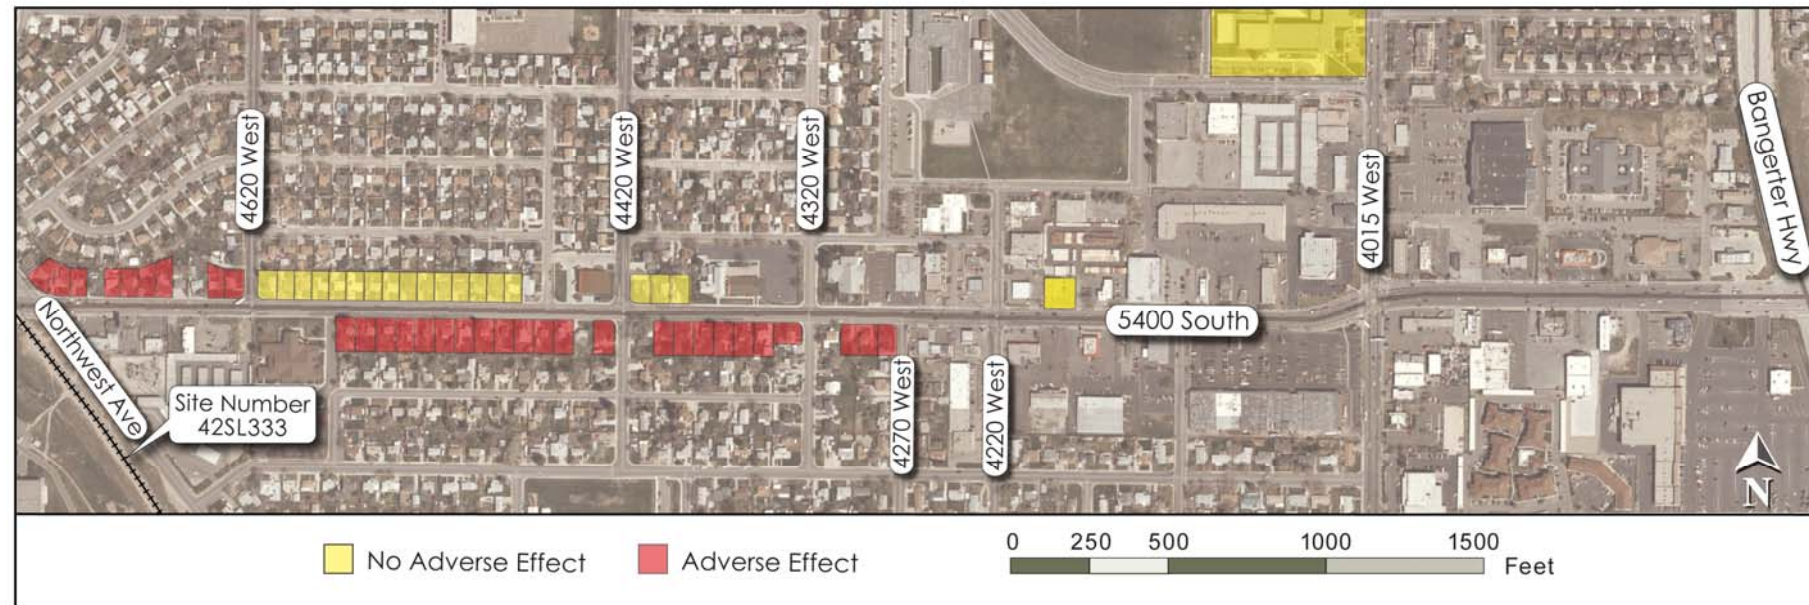 4620 West
4420 West
4320 West
4015 West
Bangerter Hwy
5400 South
Northwest Ave
Site Number
42SL333
4270 West
4220 West
N
No Adverse Effect
Adverse Effect
0 250 500 1000 1500
Feet